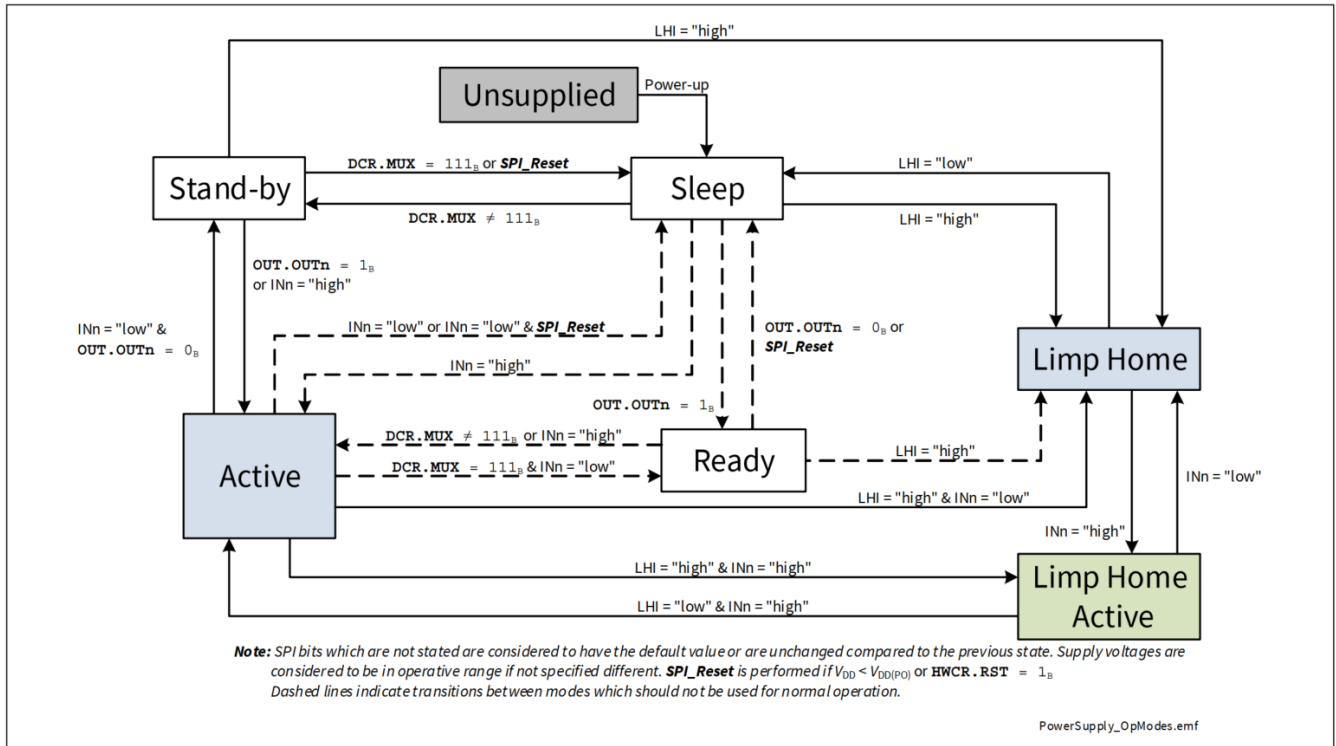 LHI = "high"
Unsupplied
Power-up
DCR.MUX = 111B or SPI_Reset
LHI = "low"
Stand-by
Sleep
DCR.MUX ≠ 111B
LHI = "high"
OUT.OUTn = 1B
or INn = "high"
INn = "low" &
OUT.OUTn = 0B
INn = "low" or INn = "low" & SPI_Reset
OUT.OUTn = 0B or
SPI_Reset
INn = "high"
Limp Home
OUT.OUTn = 1B
DCR.MUX ≠ 111B or INn = "high"
Ready
LHI = "high"
Active
DCR.MUX = 111B & INn = "low"
INn = "low"
LHI = "high" & INn = "low"
INn = "high"
LHI = "high" & INn = "high"
Limp Home
Active
LHI = "low" & INn = "high"
Note: SPI bits which are not stated are considered to have the default value or are unchanged compared to the previous state. Supply voltages are
considered to be in operative range if not specified different. SPI_Reset is performed if VDD < VDD(PO) or HWCR.RST = 1B
Dashed lines indicate transitions between modes which should not be used for normal operation.
PowerSupply_OpModes.emf